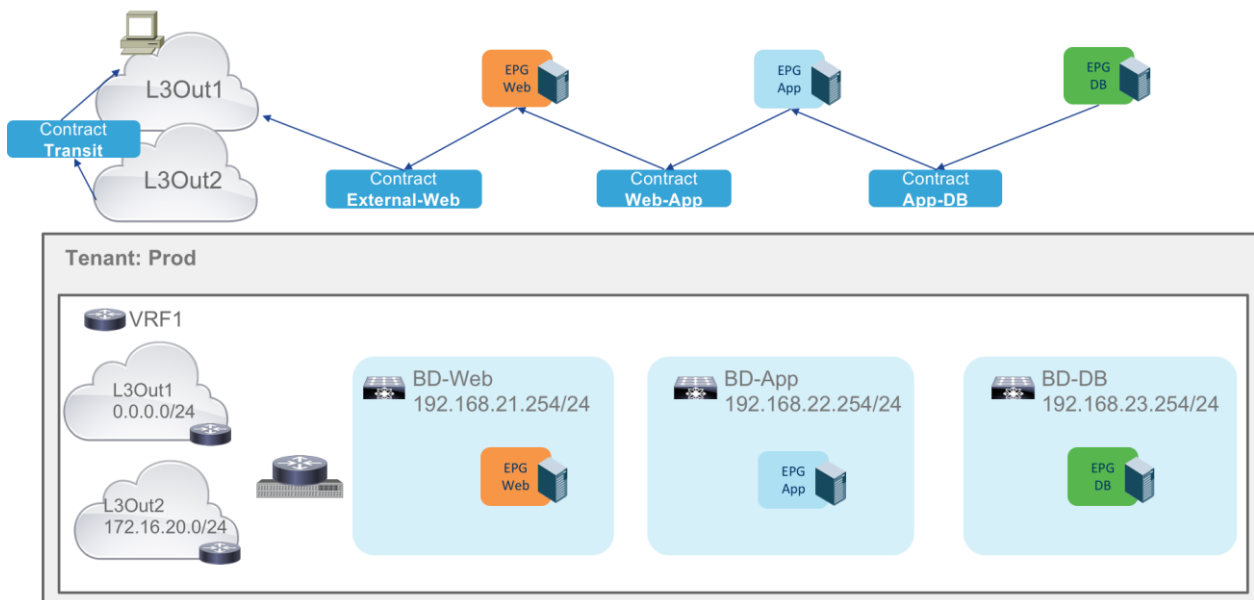 L3Out1
Contract
Transit
L3Out2
EPG
Web
EPG
App
EPG
DB
Contract
External-Web
Contract
Web-App
Contract
App-DB
Tenant: Prod
VRF1
L3Out1
0.0.0.0/24
L3Out2
172.16.20.0/24
BD-Web
192.168.21.254/24
EPG
Web
BD-App
192.168.22.254/24
EPG
App
BD-DB
192.168.23.254/24
EPG
DB